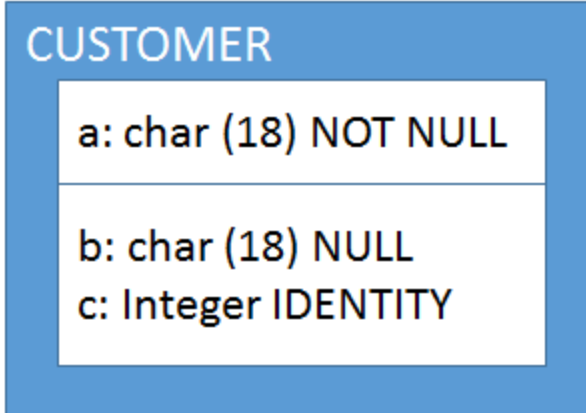 CUSTOMER
a: char (18) NOT NULL
b: char (18) NULL
c: Integer IDENTITY